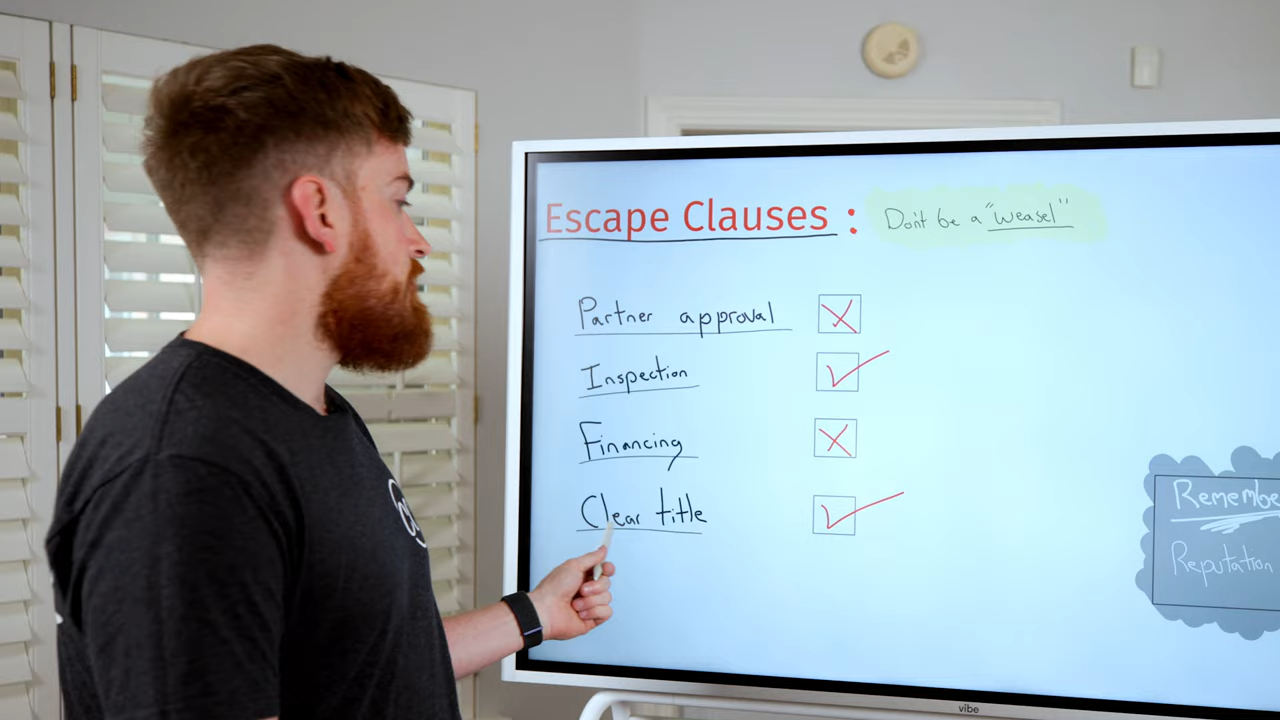 Escape Clauses : Don't be a "weasel"
Partner approval
Inspection
Financing
Clear title
Remembe
Reputation
vibe